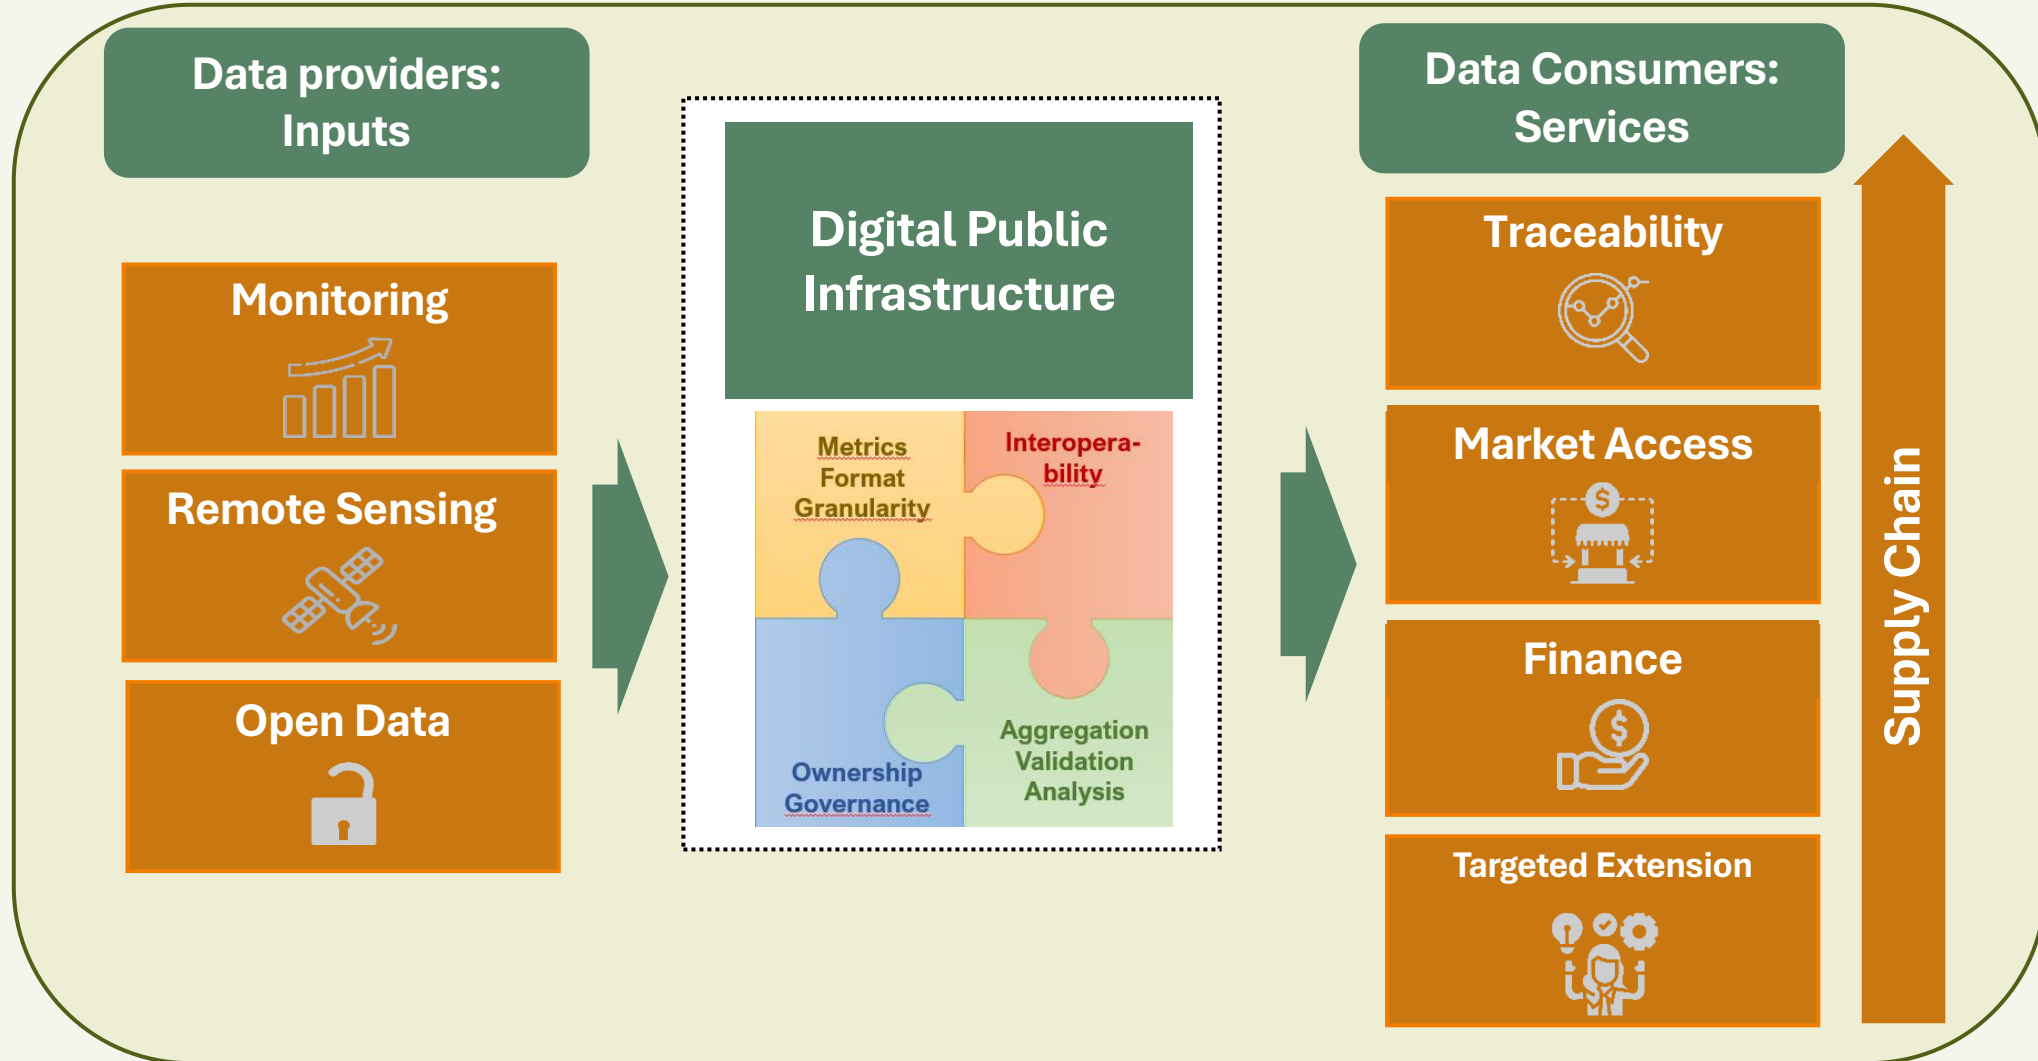 Data providers:
Inputs
Monitoring
Remote Sensing
Open Data
Digital Public
Infrastructure
Metrics
Format
Granularity
Interopera-
bility
Ownership
Governance
Aggregation
Validation
Analysis
Data Consumers:
Services
Traceability
Market Access
Finance
Targeted Extension
Supply Chain